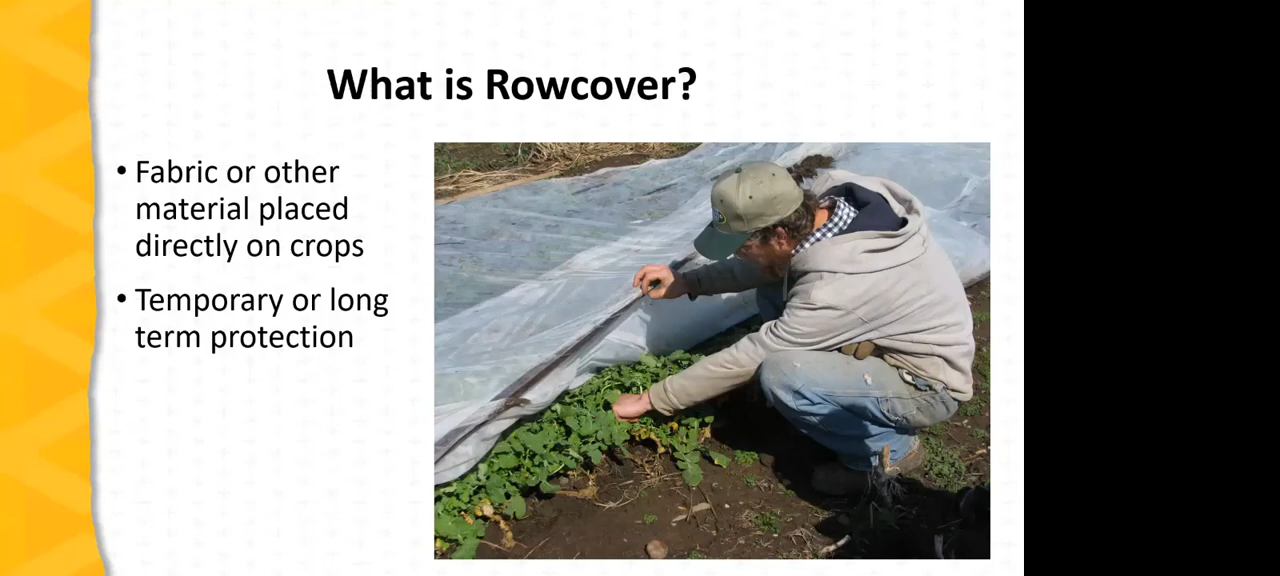 What is Rowcover?
• Fabric or other
material placed
directly on crops
• Temporary or long
term protection